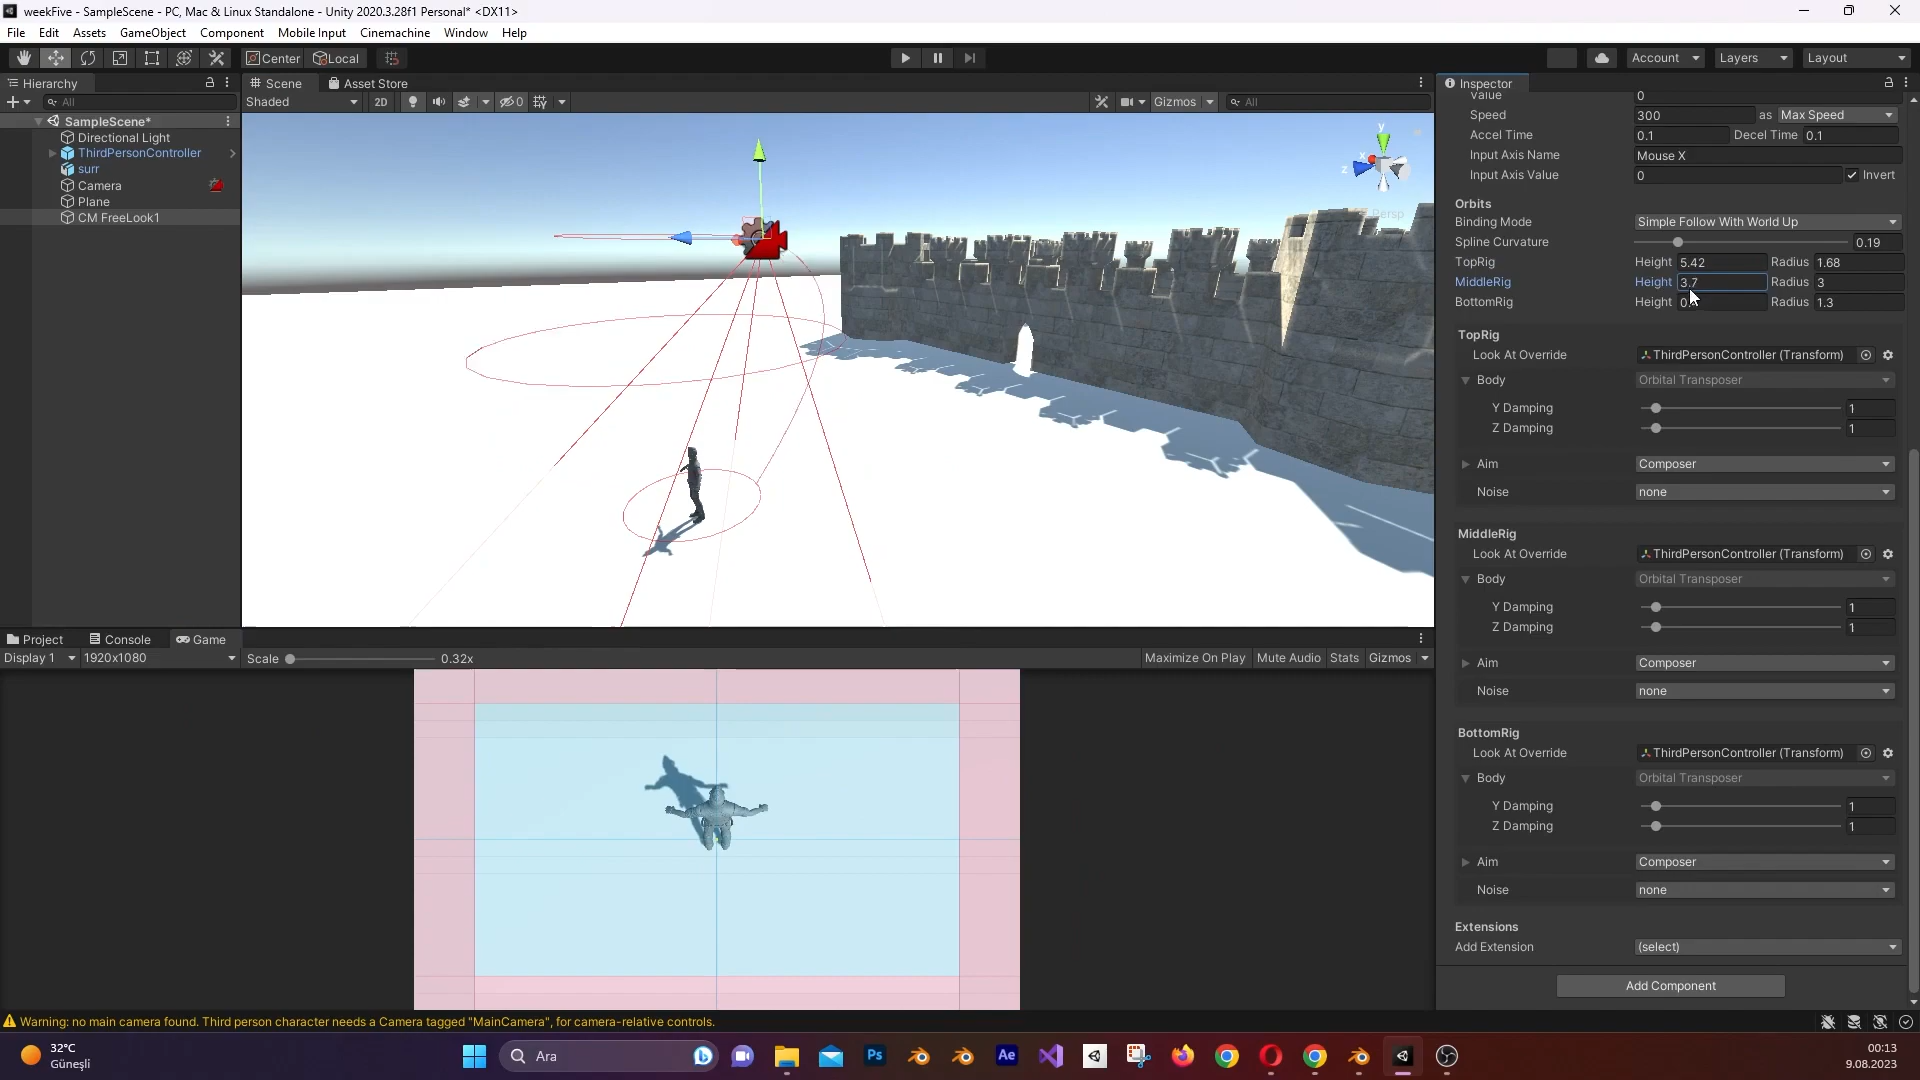 weekFive - SampleScene - PC, Mac & Linux Standalone - Unity 2020.3.28f1 Personal* <DX11>
File Edit Assets GameObject Component Mobile Input Cinemachine Window Help
Center Local Account Layers Layout
Hierarchy
All
SampleScene*
Directional Light
ThirdPersonController
surr
Camera
Plane
CM FreeLook1
Scene Asset Store
Shaded 2D 0 Gizmos All
y
x
z
Persp
Inspector
Value 0
Speed 300 as Max Speed
Accel Time 0.1 Decel Time 0.1
Input Axis Name Mouse X
Input Axis Value 0 Invert
Orbits
Binding Mode Simple Follow With World Up
Spline Curvature 0.19
TopRig Height 5.42 Radius 1.68
MiddleRig Height 3.7 Radius 3
BottomRig Height Radius 1.3
TopRig
Look At Override ThirdPersonController (Transform)
Body Orbital Transposer
Y Damping 1
Z Damping 1
Aim Composer
Noise none
MiddleRig
Look At Override ThirdPersonController (Transform)
Body Orbital Transposer
Y Damping 1
Z Damping 1
Aim Composer
Noise none
BottomRig
Look At Override ThirdPersonController (Transform)
Body Orbital Transposer
Y Damping 1
Z Damping 1
Aim Composer
Noise none
Extensions
Add Extension (select)
Add Component
Project Console Game
Display 1 1920x1080 Scale 0.32x Maximize On Play Mute Audio Stats Gizmos
Warning: no main camera found. Third person character needs a Camera tagged "MainCamera", for camera-relative controls.
32°C
Güneşli
Ara
Ps
Ae
00:13
9.08.2023